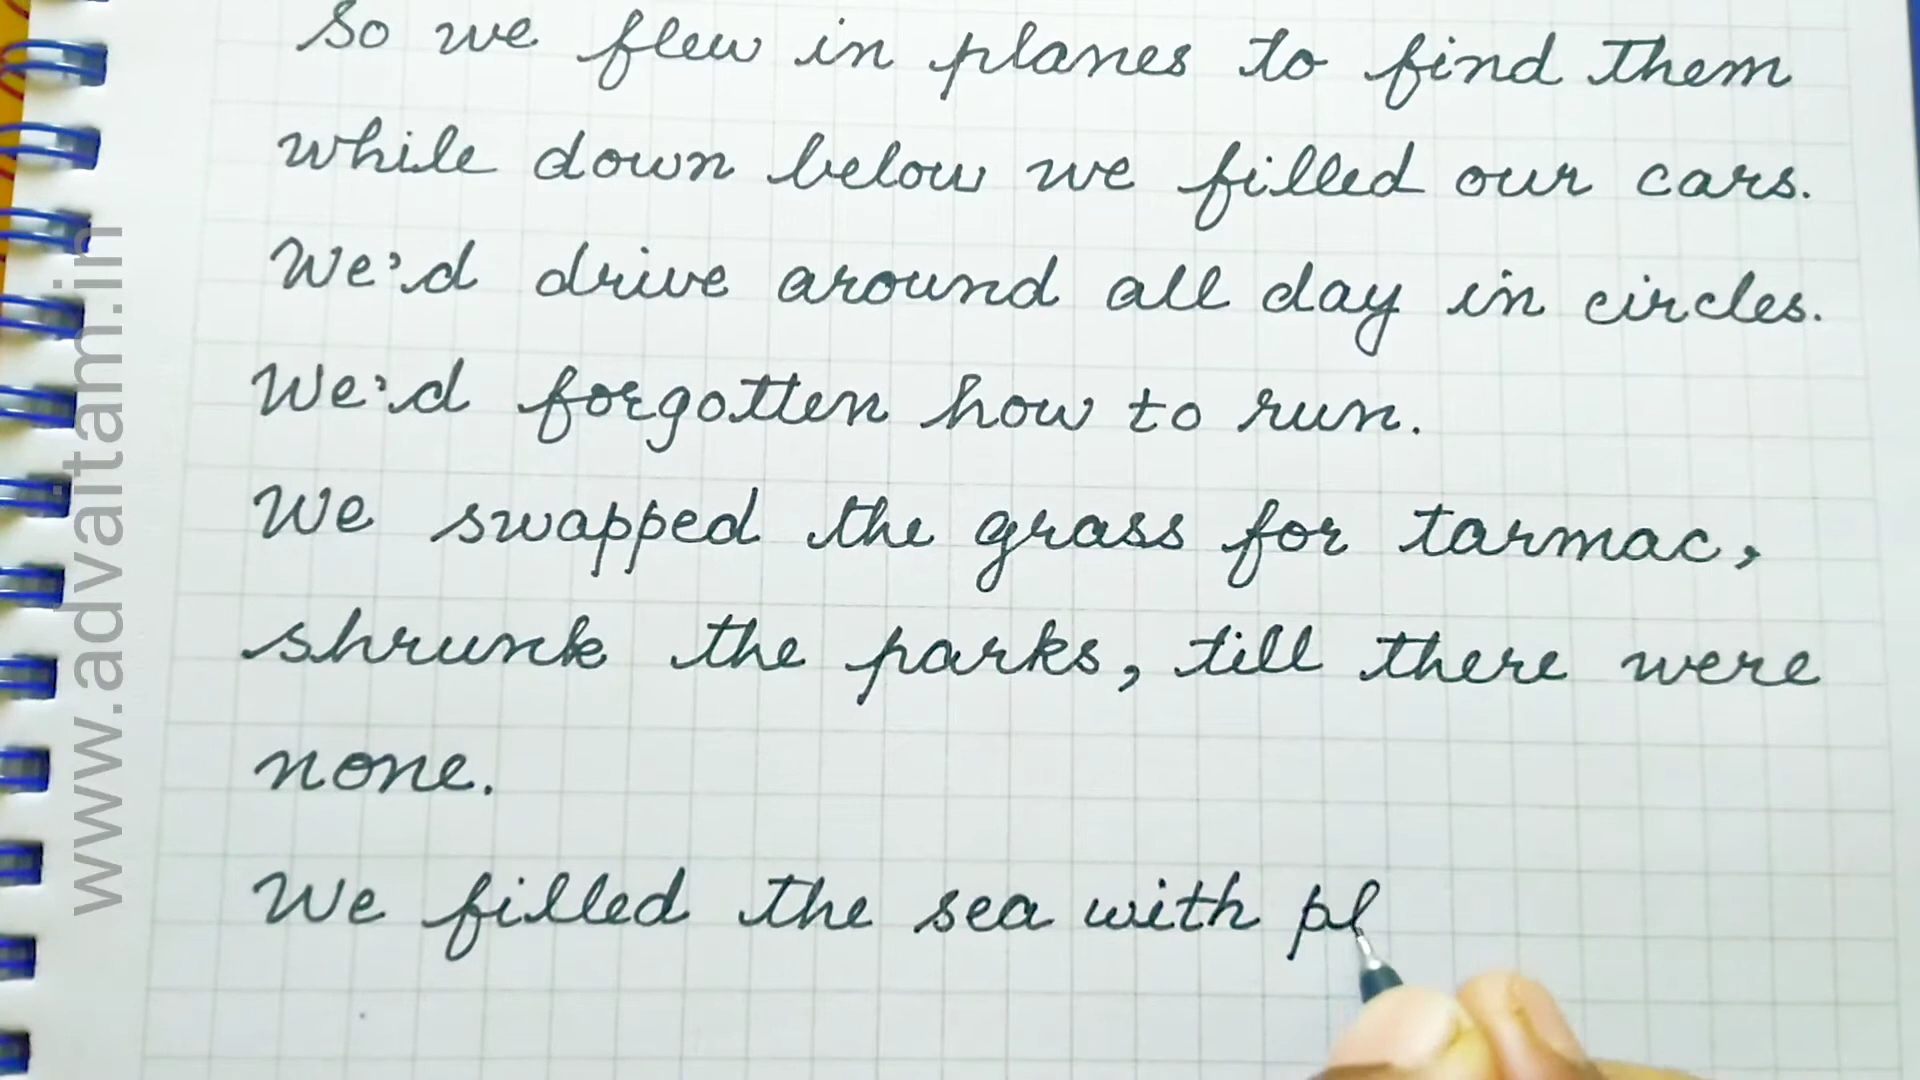 So we flew in planes to find them
while down below we filled our cars.
We'd drive around all day in circles.
We'd forgotten how to run.
We swapped the grass for tarmac,
shrunk the parks, till there were
none.
We filled the sea with pl
www.advaitam.in